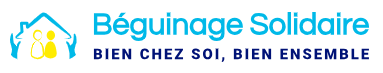 Béguinage Solidaire
BIEN CHEZ SOI, BIEN ENSEMBLE